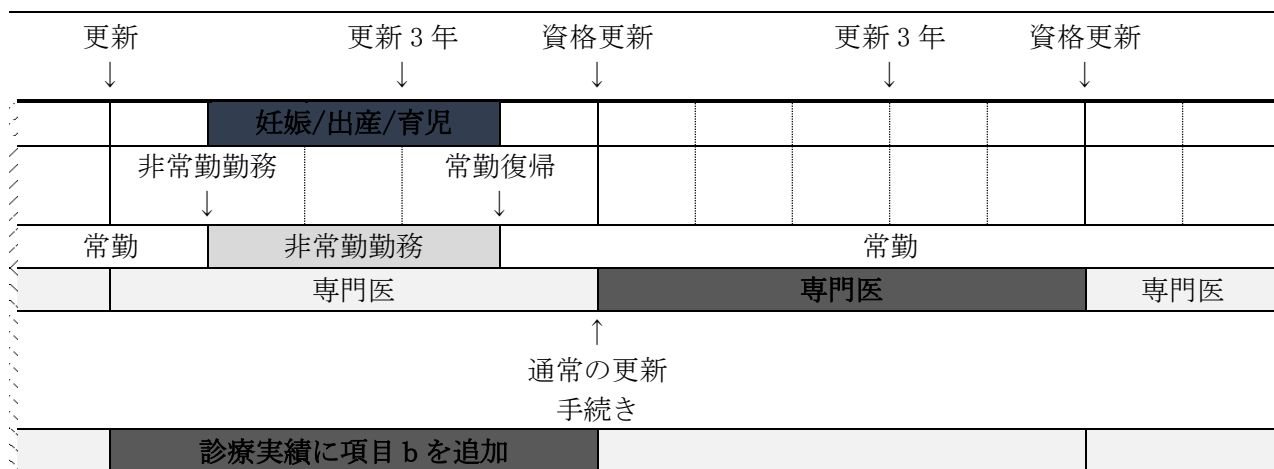 更新 更新 3 年 資格更新 更新 3 年 資格更新
↓ ↓ ↓ ↓ ↓
妊娠/出産/育児
非常勤勤務 常勤復帰
↓ ↓
常勤 非常勤勤務 常勤
専門医 専門医 専門医
↑
通常の更新
手続き
診療実績に項目 b を追加